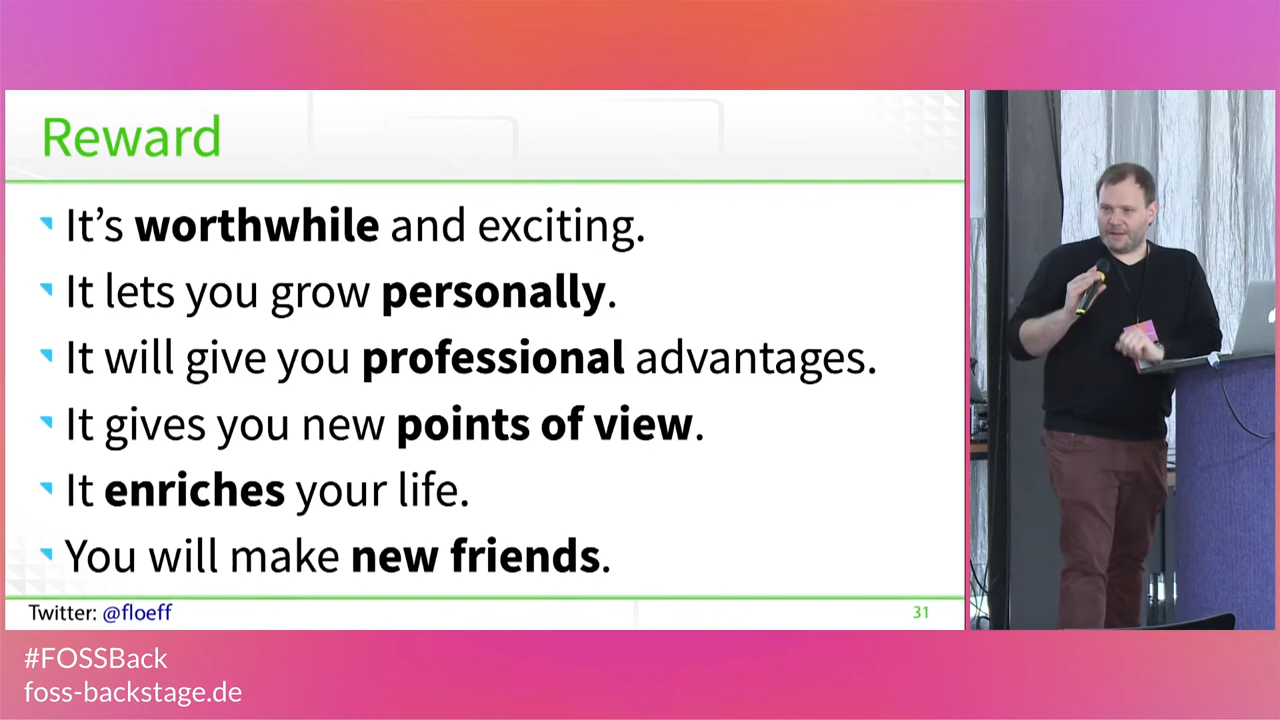 Reward
It’s worthwhile and exciting.
It lets you grow personally.
It will give you professional advantages.
It gives you new points of view.
It enriches your life.
You will make new friends.
Twitter: @floeff
31
#FOSSBack
foss-backstage.de